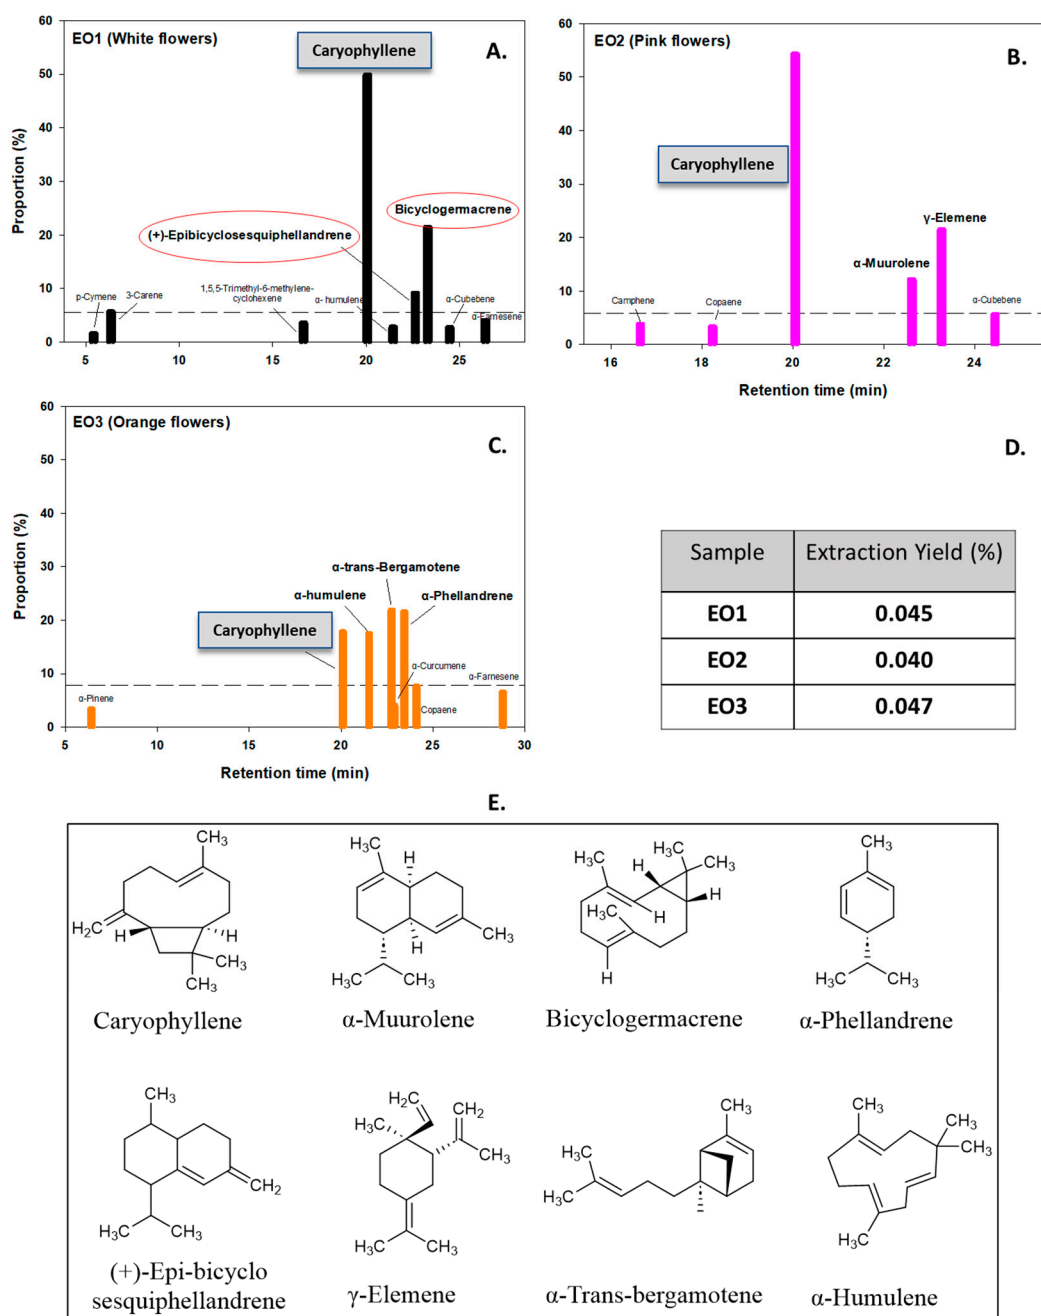 EO1 (White flowers)
A.
Caryophyllene
Bicyclogermacrene
(+)-Epibicyclosesquiphellandrene
p-Cymene
3-Carene
1,5,5-Trimethyl-6-methylene-
cyclohexene
α- humulene
α-Cubebene
α-Farnesene
Proportion (%)
60
50
40
30
20
10
0
5
10
15
20
25
EO2 (Pink flowers)
B.
Caryophyllene
γ-Elemene
α-Muurolene
Camphene
Copaene
α-Cubebene
Proportion (%)
60
50
40
30
20
10
0
16
18
20
22
24
Retention time (min)
EO3 (Orange flowers)
C.
α-trans-Bergamotene
α-humulene
α-Phellandrene
Caryophyllene
α-Curcumene
α-Farnesene
α-Pinene
Copaene
Proportion (%)
60
50
40
30
20
10
0
5
10
15
20
25
30
Retention time (min)
D.
Sample Extraction Yield (%)
EO1 0.045
EO2 0.040
EO3 0.047
E.
CH3
H2C
H
H
CH3
CH3
Caryophyllene
H3C
H
H
CH3
H3C
CH3
α-Muurolene
H3C
CH3
H3C
H3C
H
H
H
Bicyclogermacrene
CH3
H3C
CH3
α-Phellandrene
CH3
CH2
H3C
CH3
(+)-Epi-bicyclo
sesquiphellandrene
H2C
CH2
H3C
CH3
H3C
CH3
γ-Elemene
CH3
H3C
CH3
α-Trans-bergamotene
CH3
CH3
CH3
H3C
α-Humulene